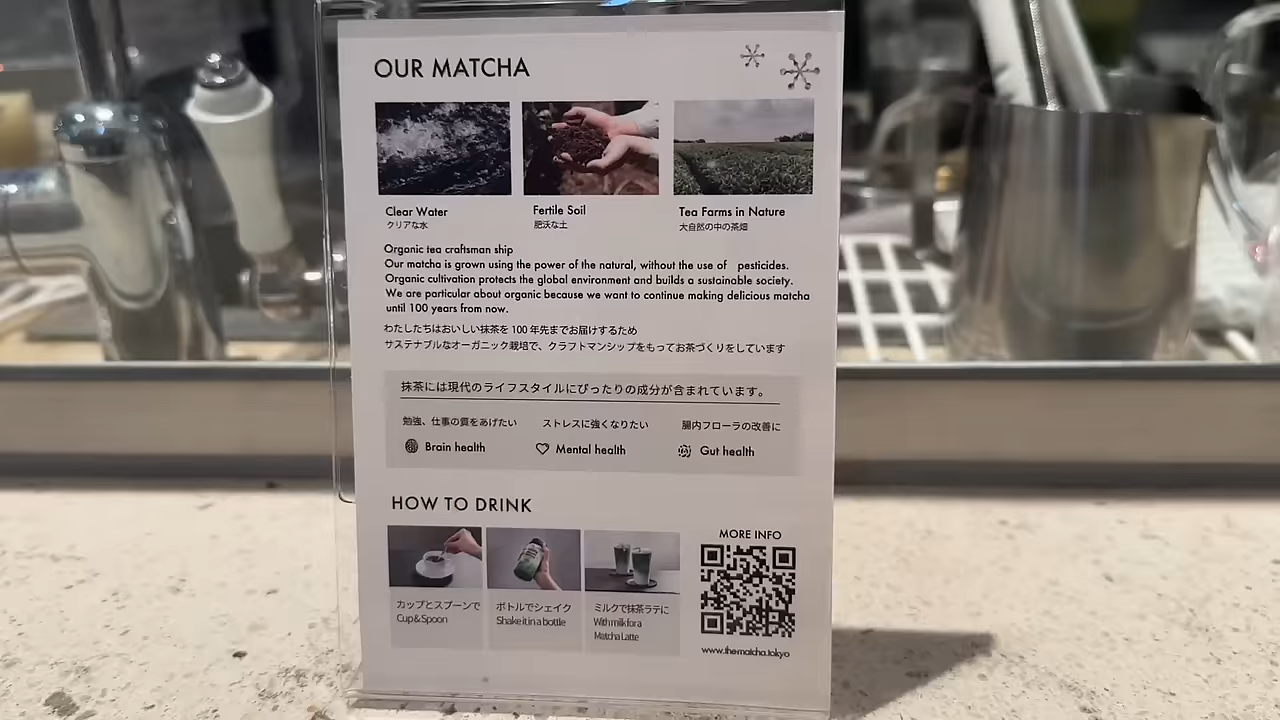 OUR MATCHA
Clear Water
クリアな水
Fertile Soil
肥沃な土
Tea Farms in Nature
大自然の中の茶畑
Organic tea craftsman ship
Our matcha is grown using the power of the natural, without the use of pesticides.
Organic cultivation protects the global environment and builds a sustainable society.
We are particular about organic because we want to continue making delicious matcha
until 100 years from now.
わたしたちはおいしい抹茶を 100 年先までお届けするため
サステナブルなオーガニック栽培で、クラフトマンシップをもってお茶づくりをしています
抹茶には現代のライフスタイルにぴったりの成分が含まれています。
勉強、仕事の質をあげたい
Brain health
ストレスに強くなりたい
Mental health
腸内フローラの改善に
Gut health
HOW TO DRINK
カップとスプーンで
Cup & Spoon
ボトルでシェイク
Shake it in a bottle
ミルクで抹茶ラテに
With milk for a
Matcha Latte
MORE INFO
www.thematcha.tokyo